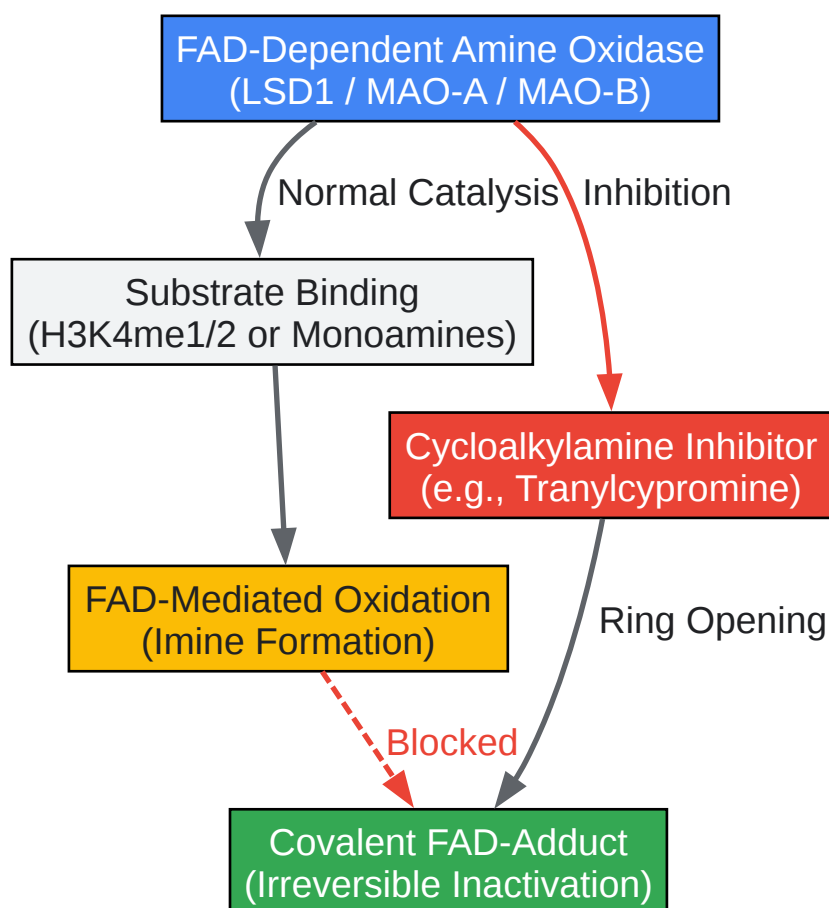 FAD-Dependent Amine Oxidase
(LSD1 / MAO-A / MAO-B)
Normal Catalysis
Inhibition
Substrate Binding
(H3K4me1/2 or Monoamines)
Cycloalkylamine Inhibitor
(e.g., Tranylcypromine)
FAD-Mediated Oxidation
(Imine Formation)
Ring Opening
Blocked
Covalent FAD-Adduct
(Irreversible Inactivation)